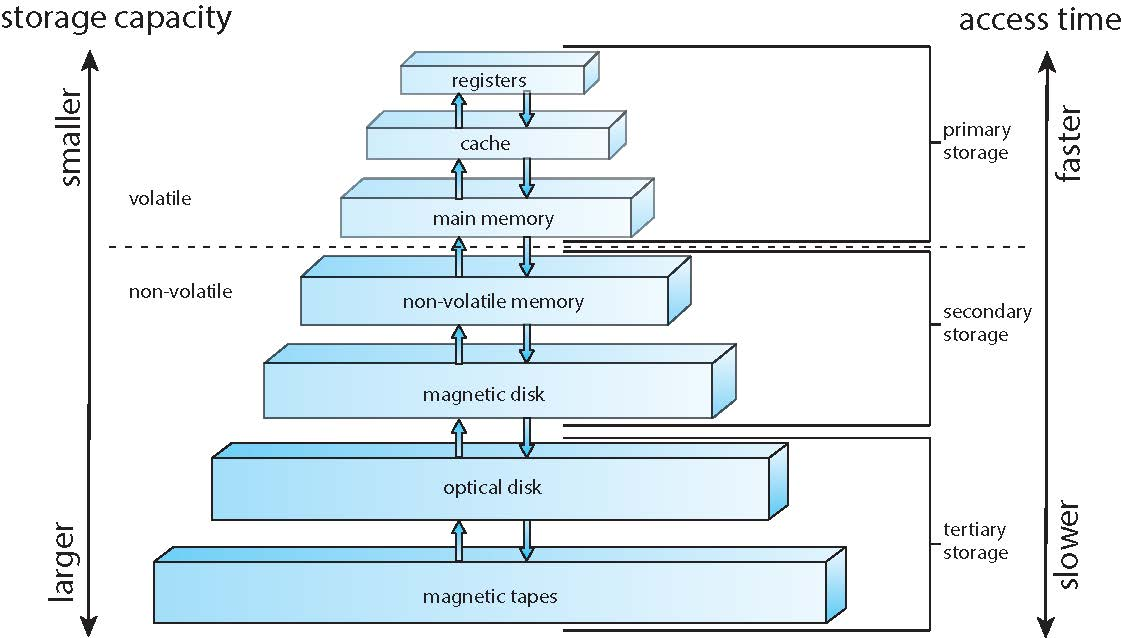 storage capacity
access time
smaller
faster
registers
cache
primary
storage
volatile
main memory
non-volatile
non-volatile memory
secondary
storage
magnetic disk
optical disk
larger
slower
tertiary
storage
magnetic tapes